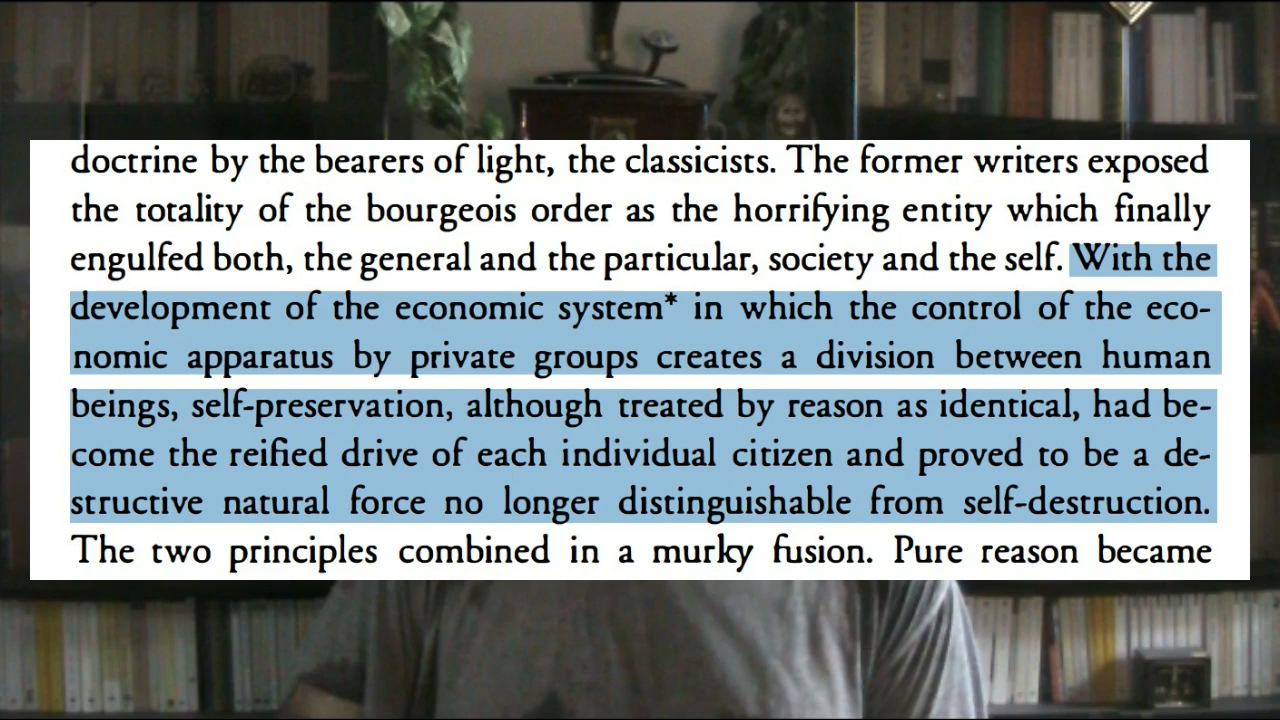 doctrine by the bearers of light, the classicists. The former writers exposed
the totality of the bourgeois order as the horrifying entity which finally
engulfed both, the general and the particular, society and the self. With the
development of the economic system* in which the control of the eco-
nomic apparatus by private groups creates a division between human
beings, self-preservation, although treated by reason as identical, had be-
come the reified drive of each individual citizen and proved to be a de-
structive natural force no longer distinguishable from self-destruction.
The two principles combined in a murky fusion. Pure reason became